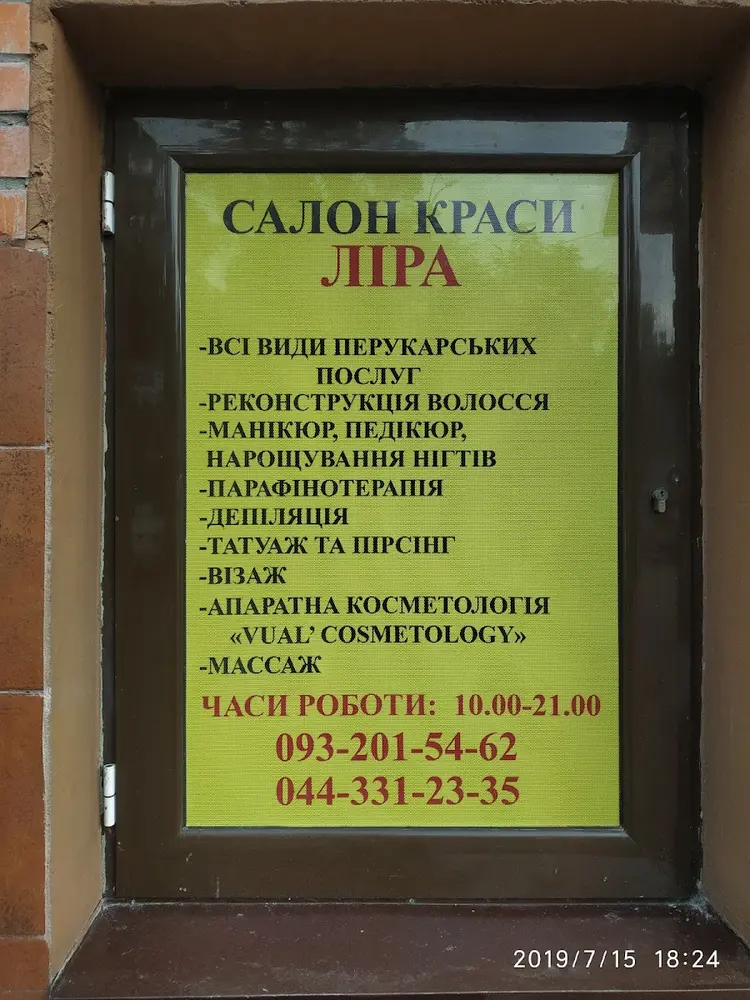 САЛОН КРАСИ
ЛІРА
-ВСІ ВИДИ ПЕРУКАРСЬКИХ
ПОСЛУГ
-РЕКОНСТРУКЦІЯ ВОЛОССЯ
-МАНІКЮР, ПЕДІКЮР,
НАРОЩУВАННЯ НІГТІВ
-ПАРАФІНОТЕРАПІЯ
-ДЕПІЛЯЦІЯ
-ТАТУАЖ ТА ПІРСІНГ
-ВІЗАЖ
-АПАРАТНА КОСМЕТОЛОГІЯ
«VUAL’ COSMETOLOGY»
-МАССАЖ
ЧАСИ РОБОТИ: 10.00-21.00
093-201-54-62
044-331-23-35
2019/7/15 18:24